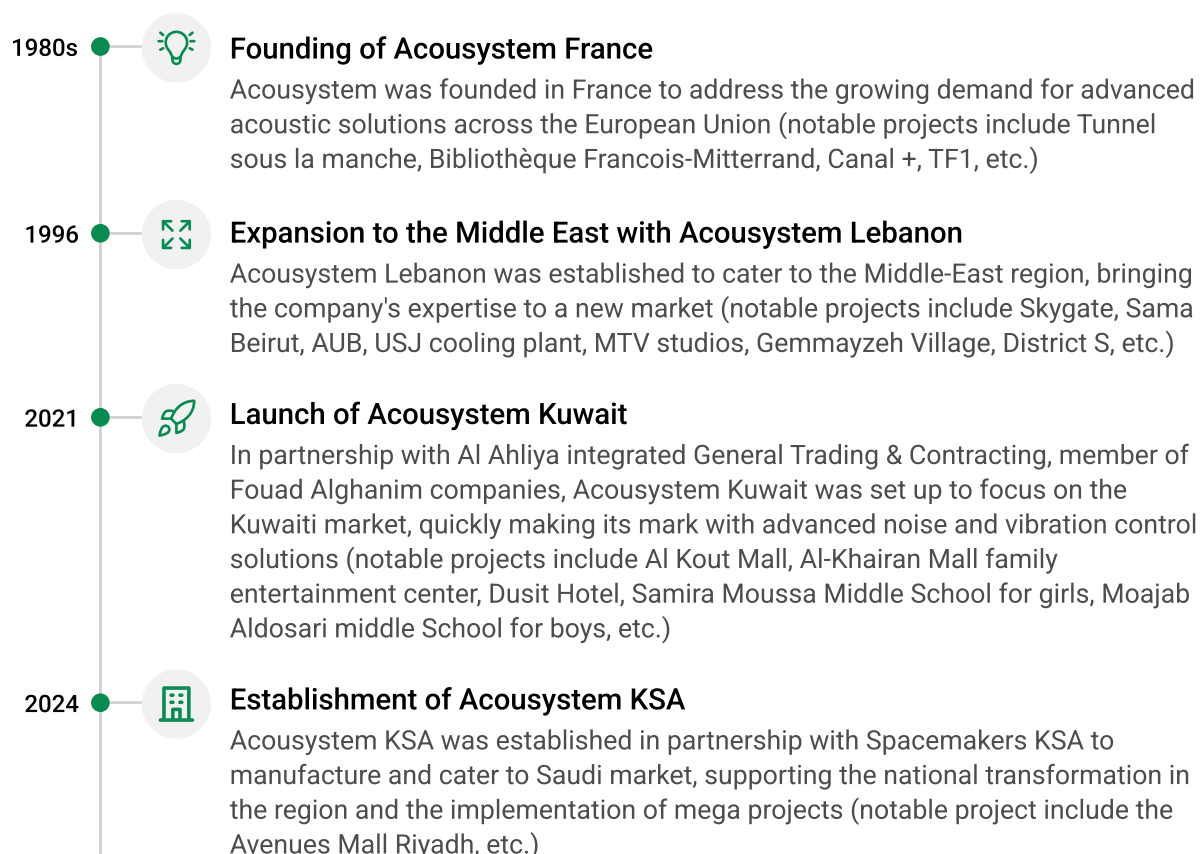 1980s
Founding of Acousystem France
Acousystem was founded in France to address the growing demand for advanced
acoustic solutions across the European Union (notable projects include Tunnel
sous la manche, Bibliothèque Francois-Mitterrand, Canal +, TF1, etc.)
1996
Expansion to the Middle East with Acousystem Lebanon
Acousystem Lebanon was established to cater to the Middle-East region, bringing
the company's expertise to a new market (notable projects include Skygate, Sama
Beirut, AUB, USJ cooling plant, MTV studios, Gemmayzeh Village, District S, etc.)
2021
Launch of Acousystem Kuwait
In partnership with Al Ahliya integrated General Trading & Contracting, member of
Fouad Alghanim companies, Acousystem Kuwait was set up to focus on the
Kuwaiti market, quickly making its mark with advanced noise and vibration control
solutions (notable projects include Al Kout Mall, Al-Khairan Mall family
entertainment center, Dusit Hotel, Samira Moussa Middle School for girls, Moajab
Aldosari middle School for boys, etc.)
2024
Establishment of Acousystem KSA
Acousystem KSA was established in partnership with Spacemakers KSA to
manufacture and cater to Saudi market, supporting the national transformation in
the region and the implementation of mega projects (notable project include the
Avenues Mall Riyadh, etc.)